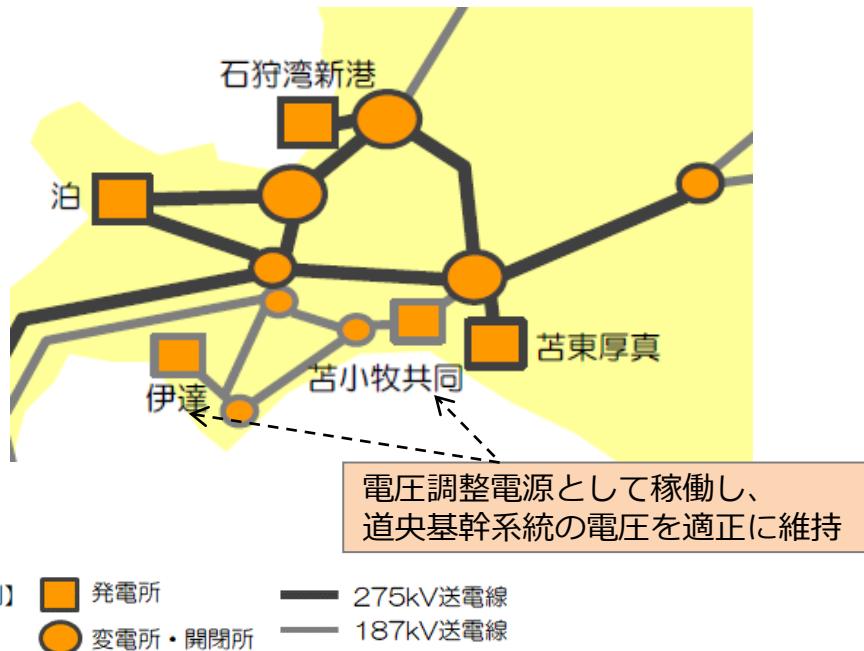 石狩湾新港
泊
苫東厚真
苫小牧共同
伊達
電圧調整電源として稼働し、
道央基幹系統の電圧を適正に維持
】
発電所
275kV送電線
変電所・開閉所
187kV送電線